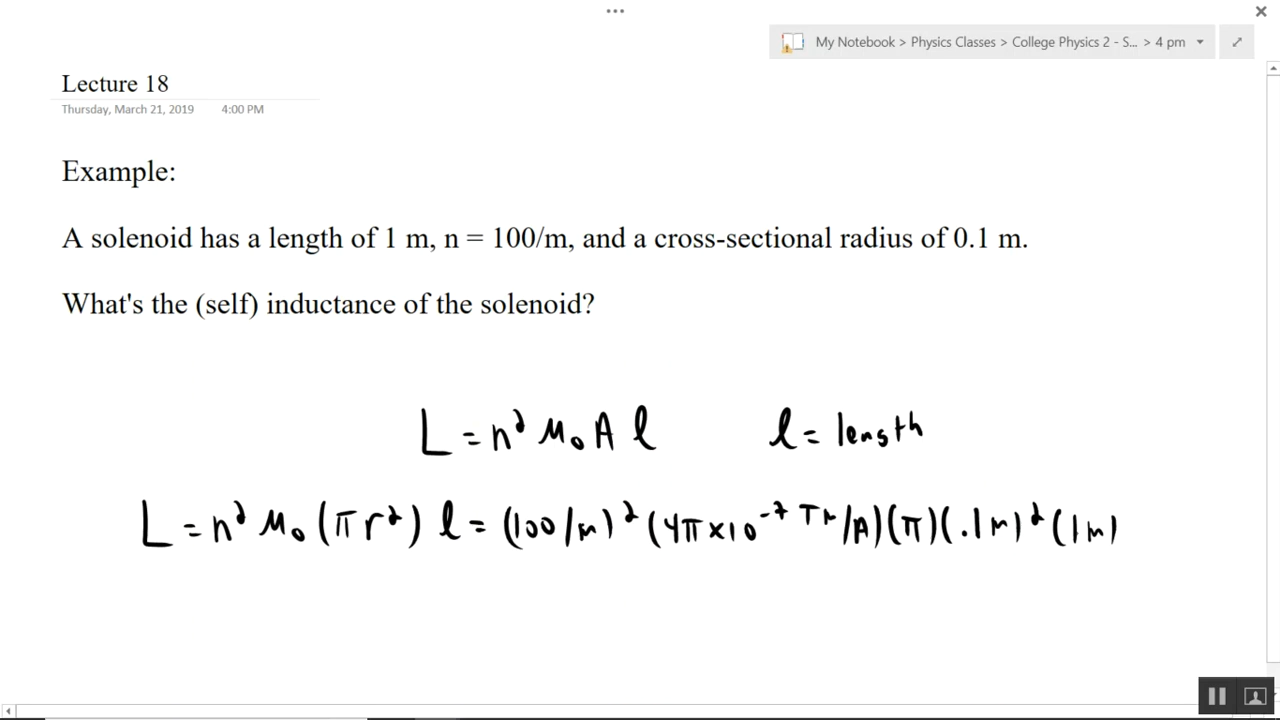 My Notebook > Physics Classes > College Physics 2 - S... > 4 pm
Lecture 18
Thursday, March 21, 2019 4:00 PM
Example:
A solenoid has a length of 1 m, n = 100/m, and a cross-sectional radius of 0.1 m.
What's the (self) inductance of the solenoid?
L = n² μ₀ A ℓ ℓ = length
L = n² μ₀ (π r²) ℓ = (100/m)² (4π×10⁻⁷ Tm/A)(π)(.1m)² (1m)